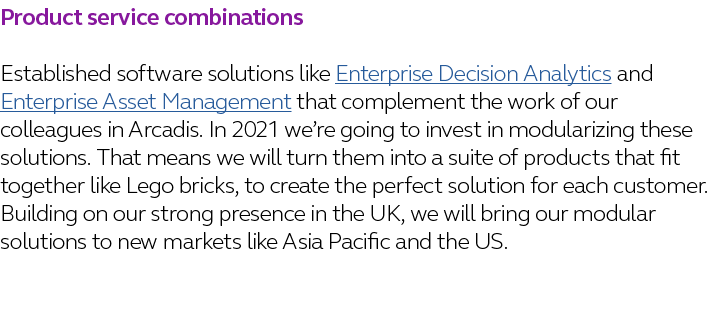 Product service combinations
Established software solutions like Enterprise Decision Analytics and
Enterprise Asset Management that complement the work of our
colleagues in Arcadis. In 2021 we’re going to invest in modularizing these
solutions. That means we will turn them into a suite of products that fit
together like Lego bricks, to create the perfect solution for each customer.
Building on our strong presence in the UK, we will bring our modular
solutions to new markets like Asia Pacific and the US.